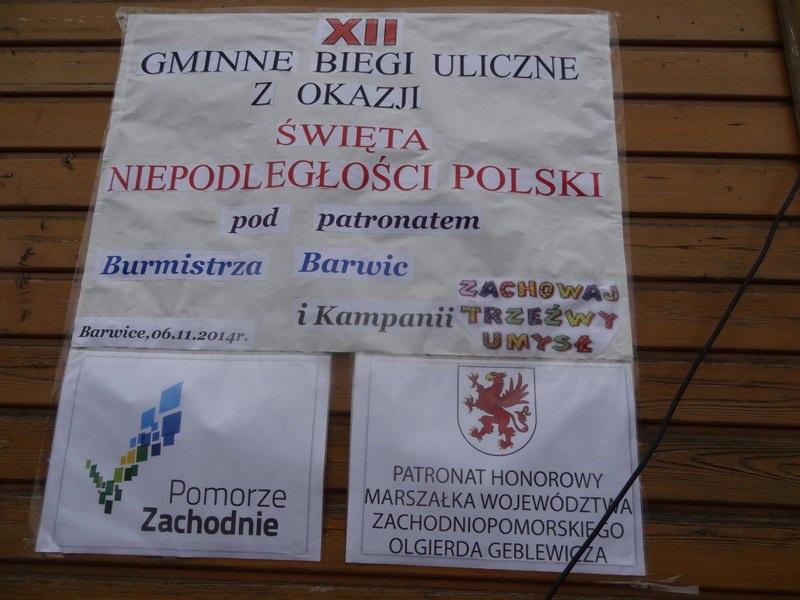 XII
GMINNE BIEGI ULICZNE
Z OKAZJI
ŚWIĘTA
NIEPODLEGŁOŚCI POLSKI
pod patronatem
Burmistrza Barwic
i Kampanii ZACHOWAJ
TRZEŹWY
UMYSŁ
Barwice,06.11.2014r.
Pomorze
Zachodnie
PATRONAT HONOROWY
MARSZAŁKA WOJEWÓDZTWA
ZACHODNIOPOMORSKIEGO
OLGIERDA GEBLEWICZA